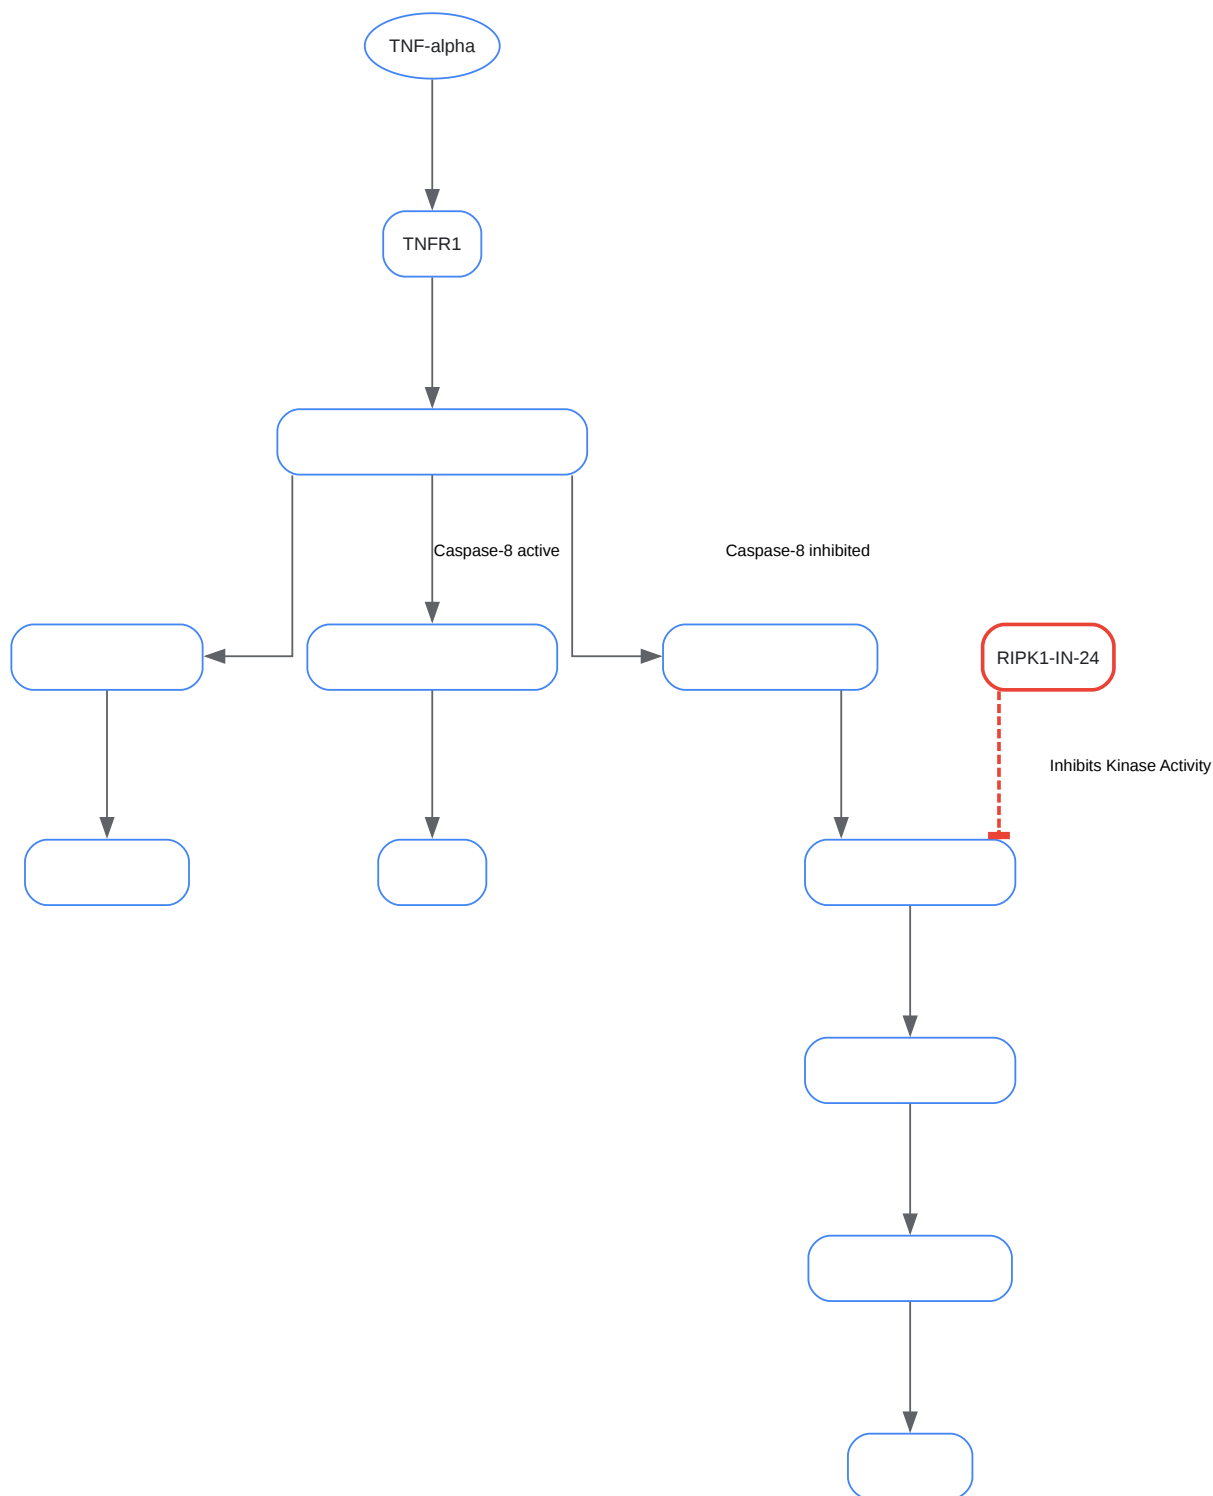 TNF-alpha
TNFR1
Caspase-8 active
Caspase-8 inhibited
RIPK1-IN-24
Inhibits Kinase Activity